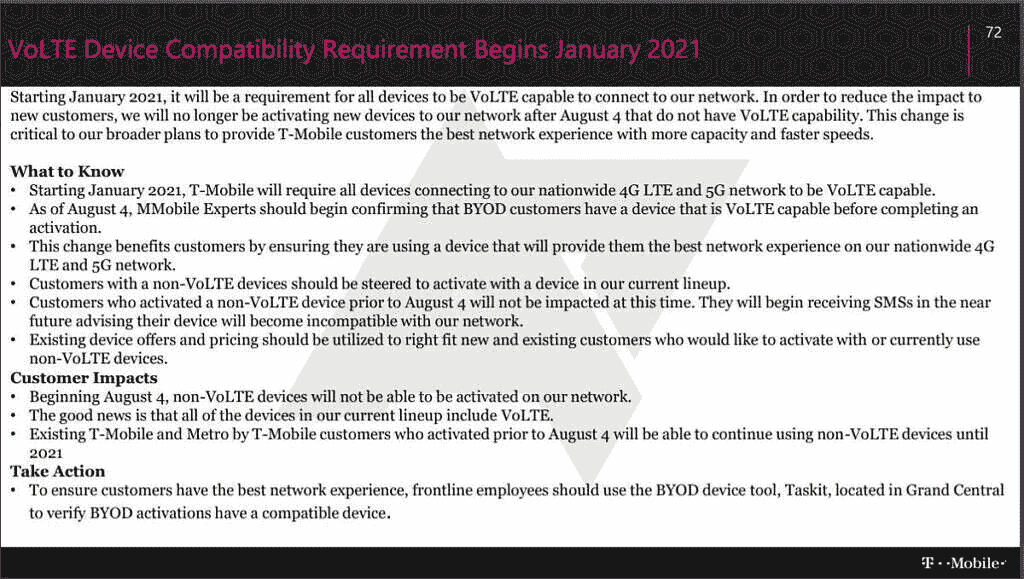 72
VoLTE Device Compatibility Requirement Begins January 2021
Starting January 2021, it will be a requirement for all devices to be VoLTE capable to connect to our network. In order to reduce the impact to
new customers, we will no longer be activating new devices to our network after August 4 that do not have VoLTE capability. This change is
critical to our broader plans to provide T-Mobile customers the best network experience with more capacity and faster speeds.
What to Know
• Starting January 2021, T-Mobile will require all devices connecting to our nationwide 4G LTE and 5G network to be VoLTE capable.
• As of August 4, MMobile Experts should begin confirming that BYOD customers have a device that is VoLTE capable before completing an
activation.
• This change benefits customers by ensuring they are using a device that will provide them the best network experience on our nationwide 4G
LTE and 5G network.
• Customers with a non-VoLTE devices should be steered to activate with a device in our current lineup.
• Customers who activated a non-VoLTE device prior to August 4 will not be impacted at this time. They will begin receiving SMSs in the near
future advising their device will become incompatible with our network.
• Existing device offers and pricing should be utilized to right fit new and existing customers who would like to activate with or currently use
non-VoLTE devices.
Customer Impacts
• Beginning August 4, non-VoLTE devices will not be able to be activated on our network.
• The good news is that all of the devices in our current lineup include VoLTE.
• Existing T-Mobile and Metro by T-Mobile customers who activated prior to August 4 will be able to continue using non-VoLTE devices until
2021
Take Action
• To ensure customers have the best network experience, frontline employees should use the BYOD device tool, Taskit, located in Grand Central
to verify BYOD activations have a compatible device.
T··Mobile·